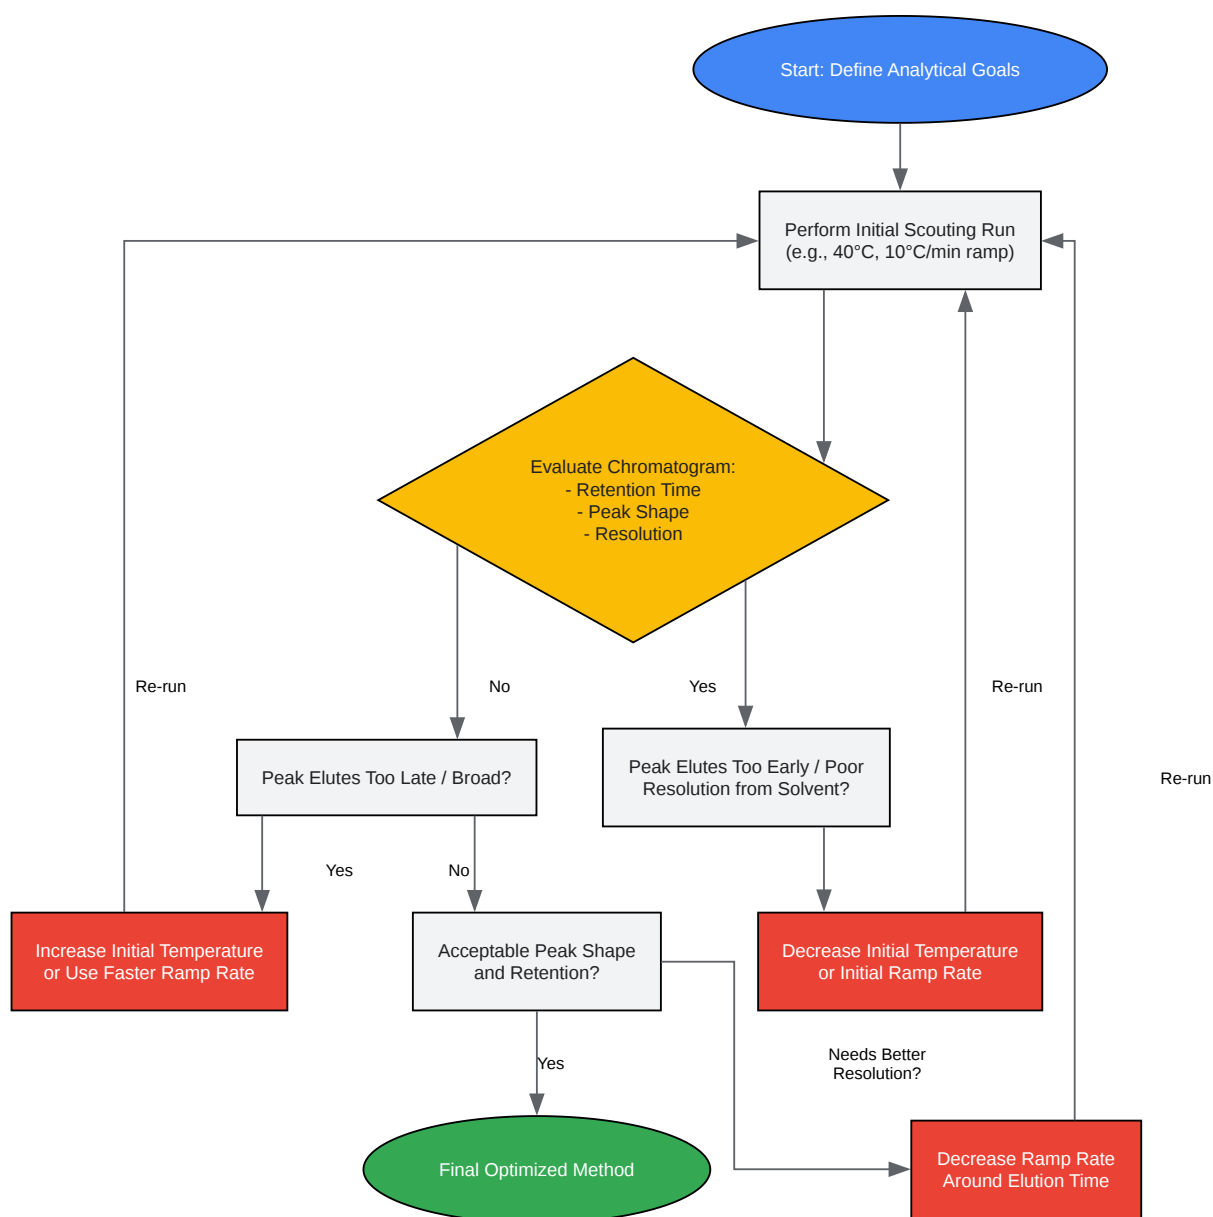 Start: Define Analytical Goals
Perform Initial Scouting Run
(e.g., 40°C, 10°C/min ramp)
Evaluate Chromatogram:
- Retention Time
- Peak Shape
- Resolution
Re-run
No
Yes
Re-run
Peak Elutes Too Late / Broad?
Peak Elutes Too Early / Poor
Resolution from Solvent?
Re-run
Yes
No
Increase Initial Temperature
or Use Faster Ramp Rate
Acceptable Peak Shape
and Retention?
Decrease Initial Temperature
or Initial Ramp Rate
Yes
Needs Better
Resolution?
Final Optimized Method
Decrease Ramp Rate
Around Elution Time